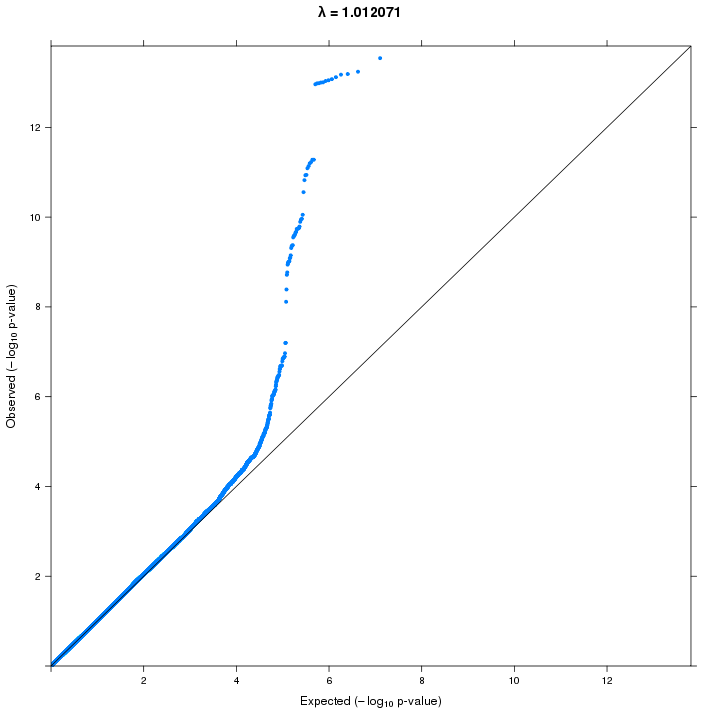 λ = 1.012071
12
10
8
6
4
2
Observed (− log₁₀ p-value)
2 4 6 8 10 12
Expected (− log₁₀ p-value)